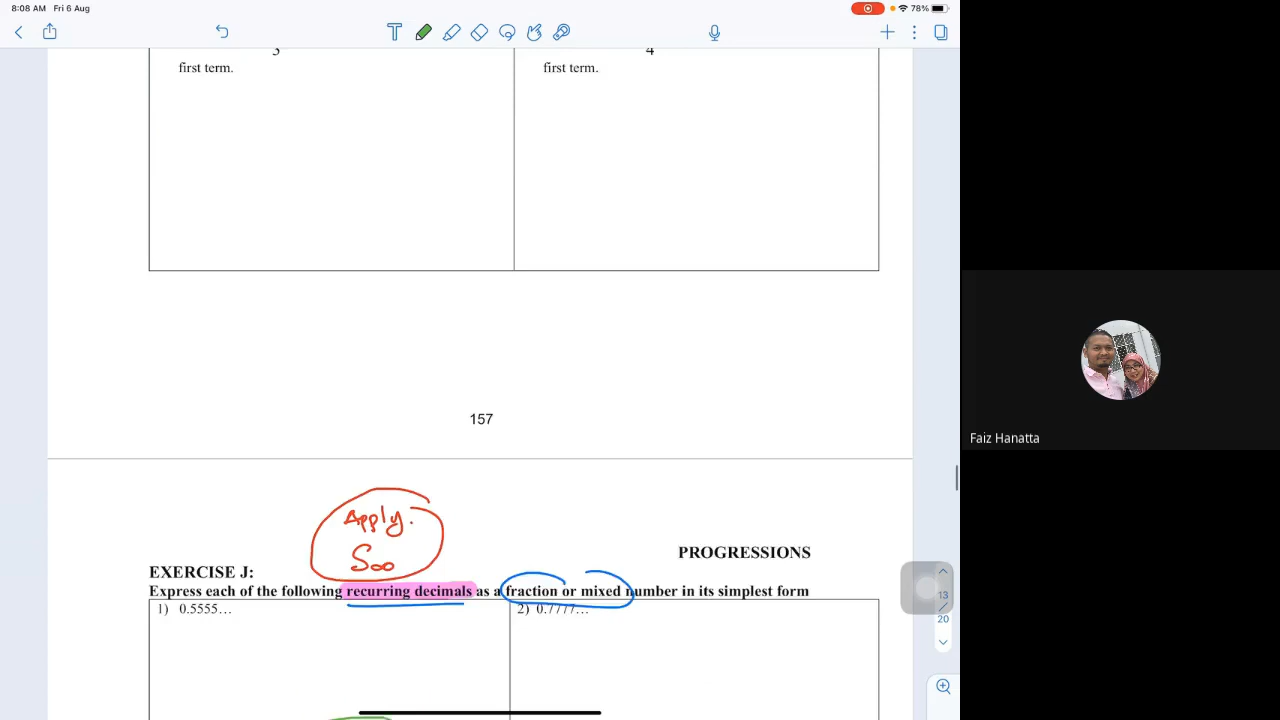 8:08 AM Fri 6 Aug
78%
T
3
first term.
4
first term.
157
Apply.
S∞
PROGRESSIONS
EXERCISE J:
Express each of the following recurring decimals as a fraction or mixed number in its simplest form
1) 0.5555…
2) 0.7777…
13
20
Faiz Hanatta